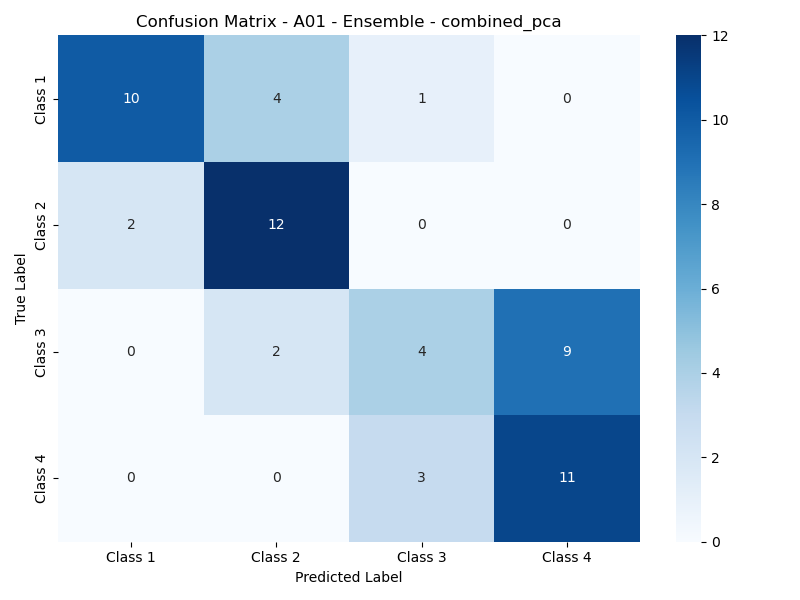 Confusion Matrix - A01 - Ensemble - combined_pca
True Label
Class 1
10 4 1 0
Class 2
2 12 0 0
Class 3
0 2 4 9
Class 4
0 0 3 11
Class 1 Class 2 Class 3 Class 4
Predicted Label
12
10
8
6
4
2
0